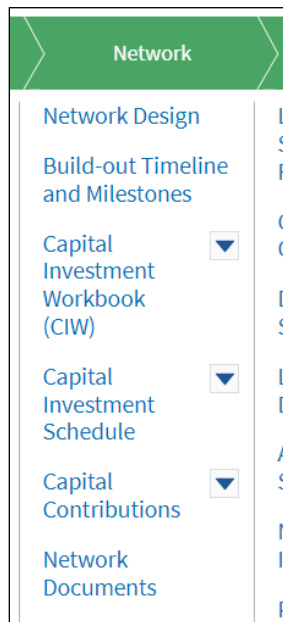 Network
Network Design
Build-out Timeline
and Milestones
Capital
Investment
Workbook
(CIW)
Capital
Investment
Schedule
Capital
Contributions
Network
Documents